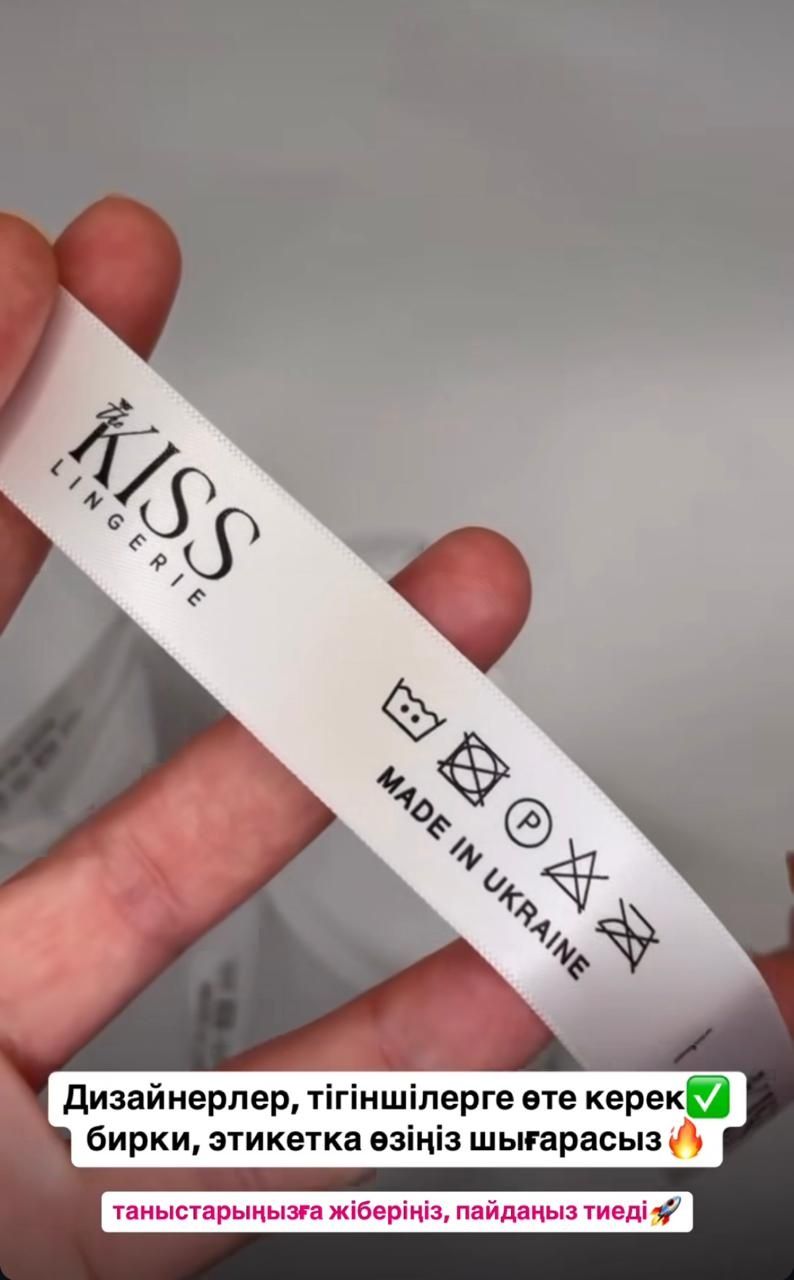 the
KISS
LINGERIE
P
MADE IN UKRAINE
Дизайнерлер, тігіншілерге өте керек✅
бирки, этикетка өзіңіз шығарасыз🔥
таныстарыңызға жіберіңіз, пайдаңыз тиеді🚀